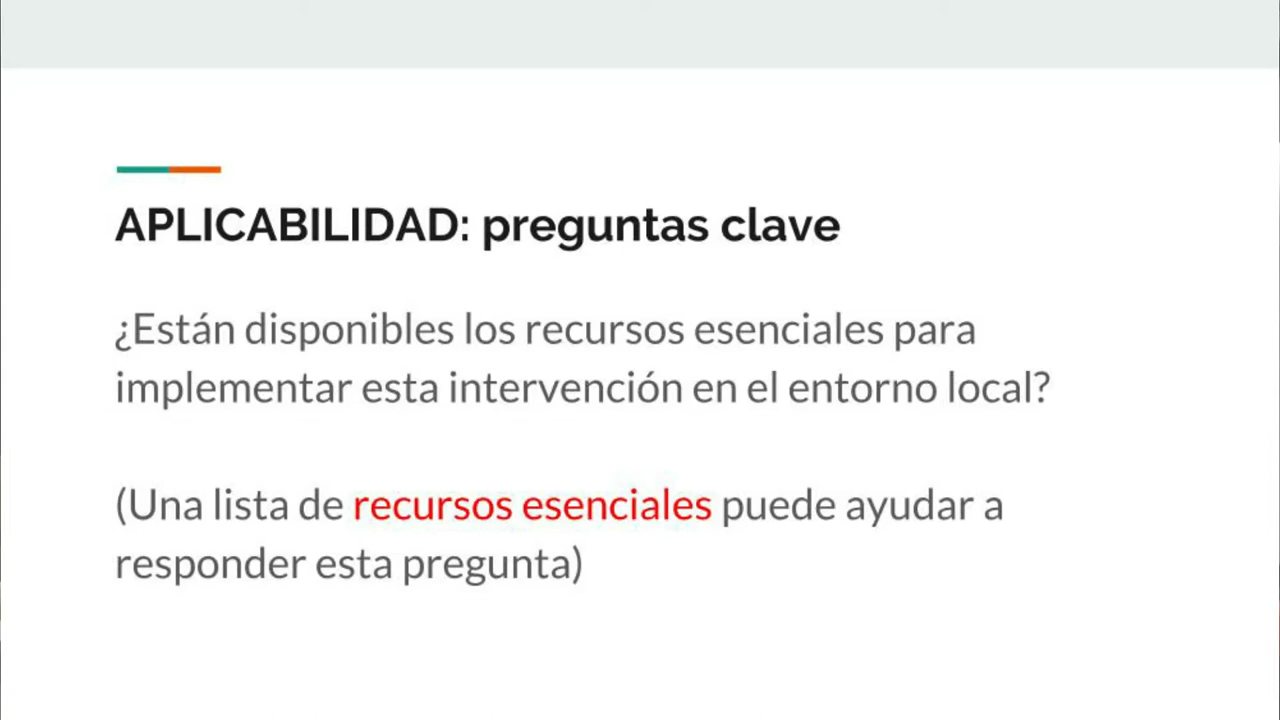 APLICABILIDAD: preguntas clave
¿Están disponibles los recursos esenciales para
implementar esta intervención en el entorno local?
(Una lista de recursos esenciales puede ayudar a
responder esta pregunta)